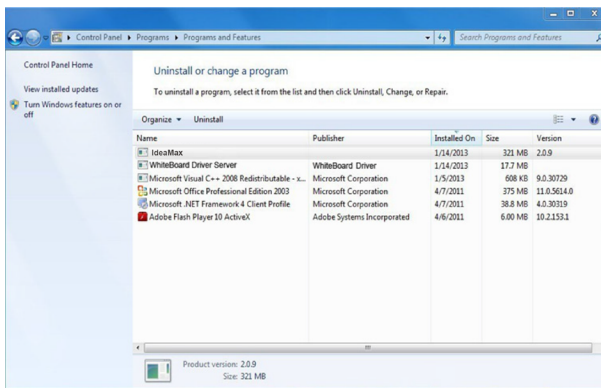 Control Panel ▸ Programs ▸ Programs and Features
Search Programs and Features
Control Panel Home
View installed updates
Turn Windows features on or
off
Uninstall or change a program
To uninstall a program, select it from the list and then click Uninstall, Change, or Repair.
Organize Uninstall
Name Publisher Installed On Size Version
IdeaMax 1/14/2013 321 MB 2.0.9
WhiteBoard Driver Server WhiteBoard Driver 1/14/2013 17.7 MB
Microsoft Visual C++ 2008 Redistributable - x... Microsoft Corporation 1/5/2013 608 KB 9.0.30729
Microsoft Office Professional Edition 2003 Microsoft Corporation 4/7/2011 375 MB 11.0.5614.0
Microsoft .NET Framework 4 Client Profile Microsoft Corporation 4/7/2011 38.8 MB 4.0.30319
Adobe Flash Player 10 ActiveX Adobe Systems Incorporated 4/6/2011 6.00 MB 10.2.153.1
Product version: 2.0.9
Size: 321 MB